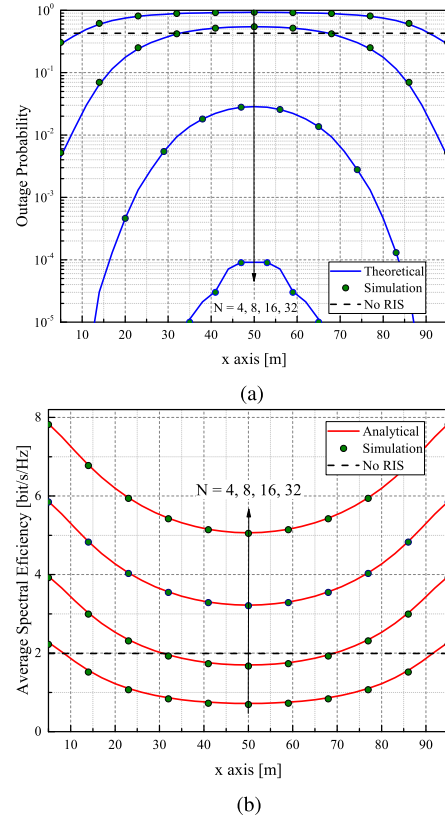 10^0
10^-1
10^-2
10^-3
10^-4
10^-5
Outage Probability
Theoretical
Simulation
No RIS
N = 4, 8, 16, 32
10 20 30 40 50 60 70 80 90
x axis [m]
(a)
8
6
4
2
0
Average Spectral Eficiency [bit/s/Hz]
Analytical
Simulation
No RIS
N = 4, 8, 16, 32
10 20 30 40 50 60 70 80 90
x axis [m]
(b)